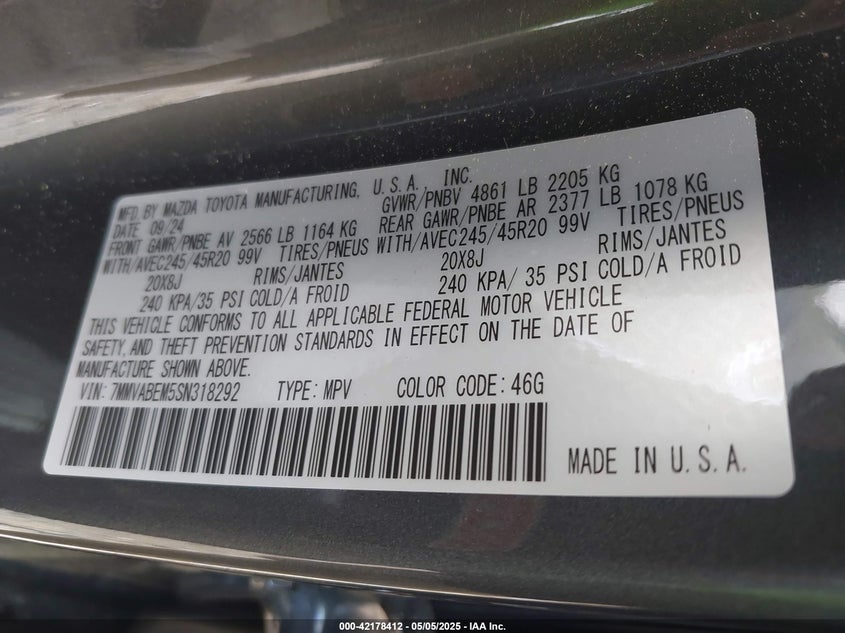 MFD. BY MAZDA TOYOTA MANUFACTURING, U.S.A. INC.
DATE 09/24 GVWR/PNBV 4861 LB 2205 KG
FRONT GAWR/PNBE AV 2566 LB 1164 KG REAR GAWR/PNBE AR 2377 LB 1078 KG
WITH/AVEC245/45R20 99V TIRES/PNEUS WITH/AVEC245/45R20 99V TIRES/PNEUS
20X8J RIMS/JANTES 20X8J RIMS/JANTES
240 KPA/35 PSI COLD/A FROID 240 KPA/ 35 PSI COLD/A FROID
THIS VEHICLE CONFORMS TO ALL APPLICABLE FEDERAL MOTOR VEHICLE
SAFETY, AND THEFT PREVENTION STANDARDS IN EFFECT ON THE DATE OF
MANUFACTURE SHOWN ABOVE.
VIN: 7MMVABEM5SN318292 TYPE: MPV COLOR CODE: 46G
MADE IN U.S.A.
000-42178412 - 05/05/2025 - IAA Inc.